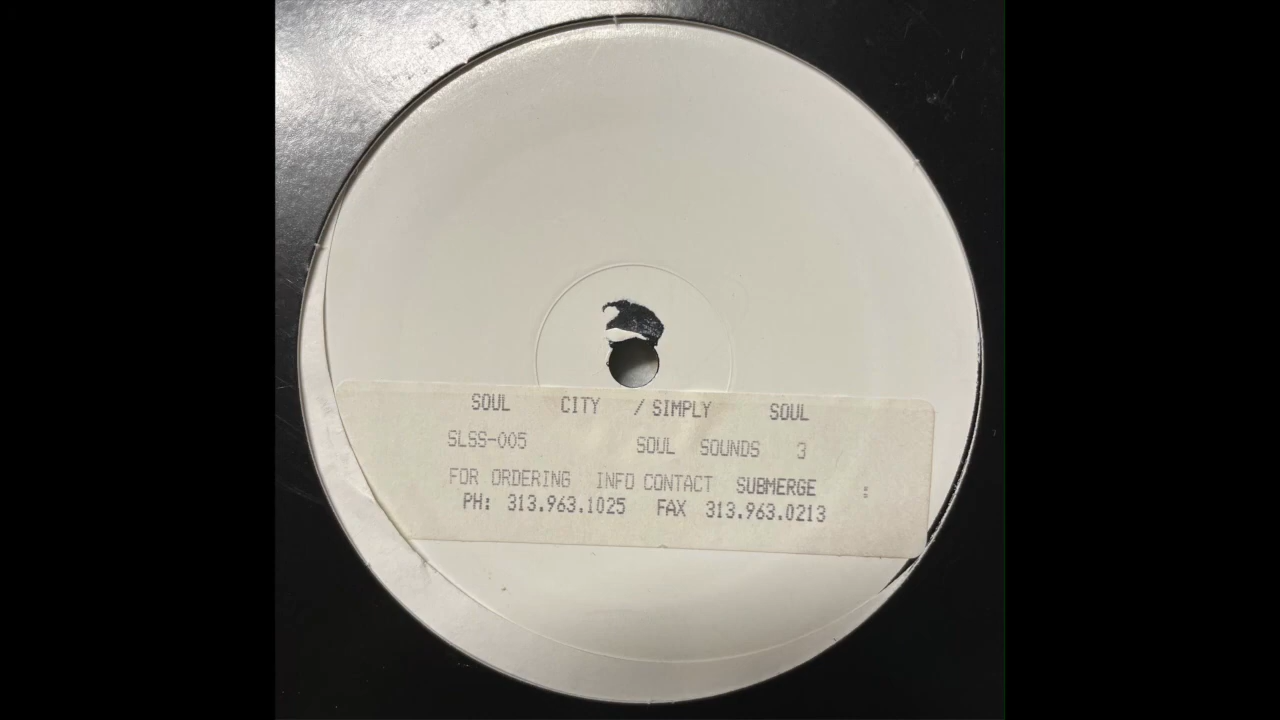 SOUL CITY / SIMPLY SOUL
SLSS-005 SOUL SOUNDS 3
FOR ORDERING INFO CONTACT SUBMERGE :
PH: 313.963.1025 FAX 313.963.0213